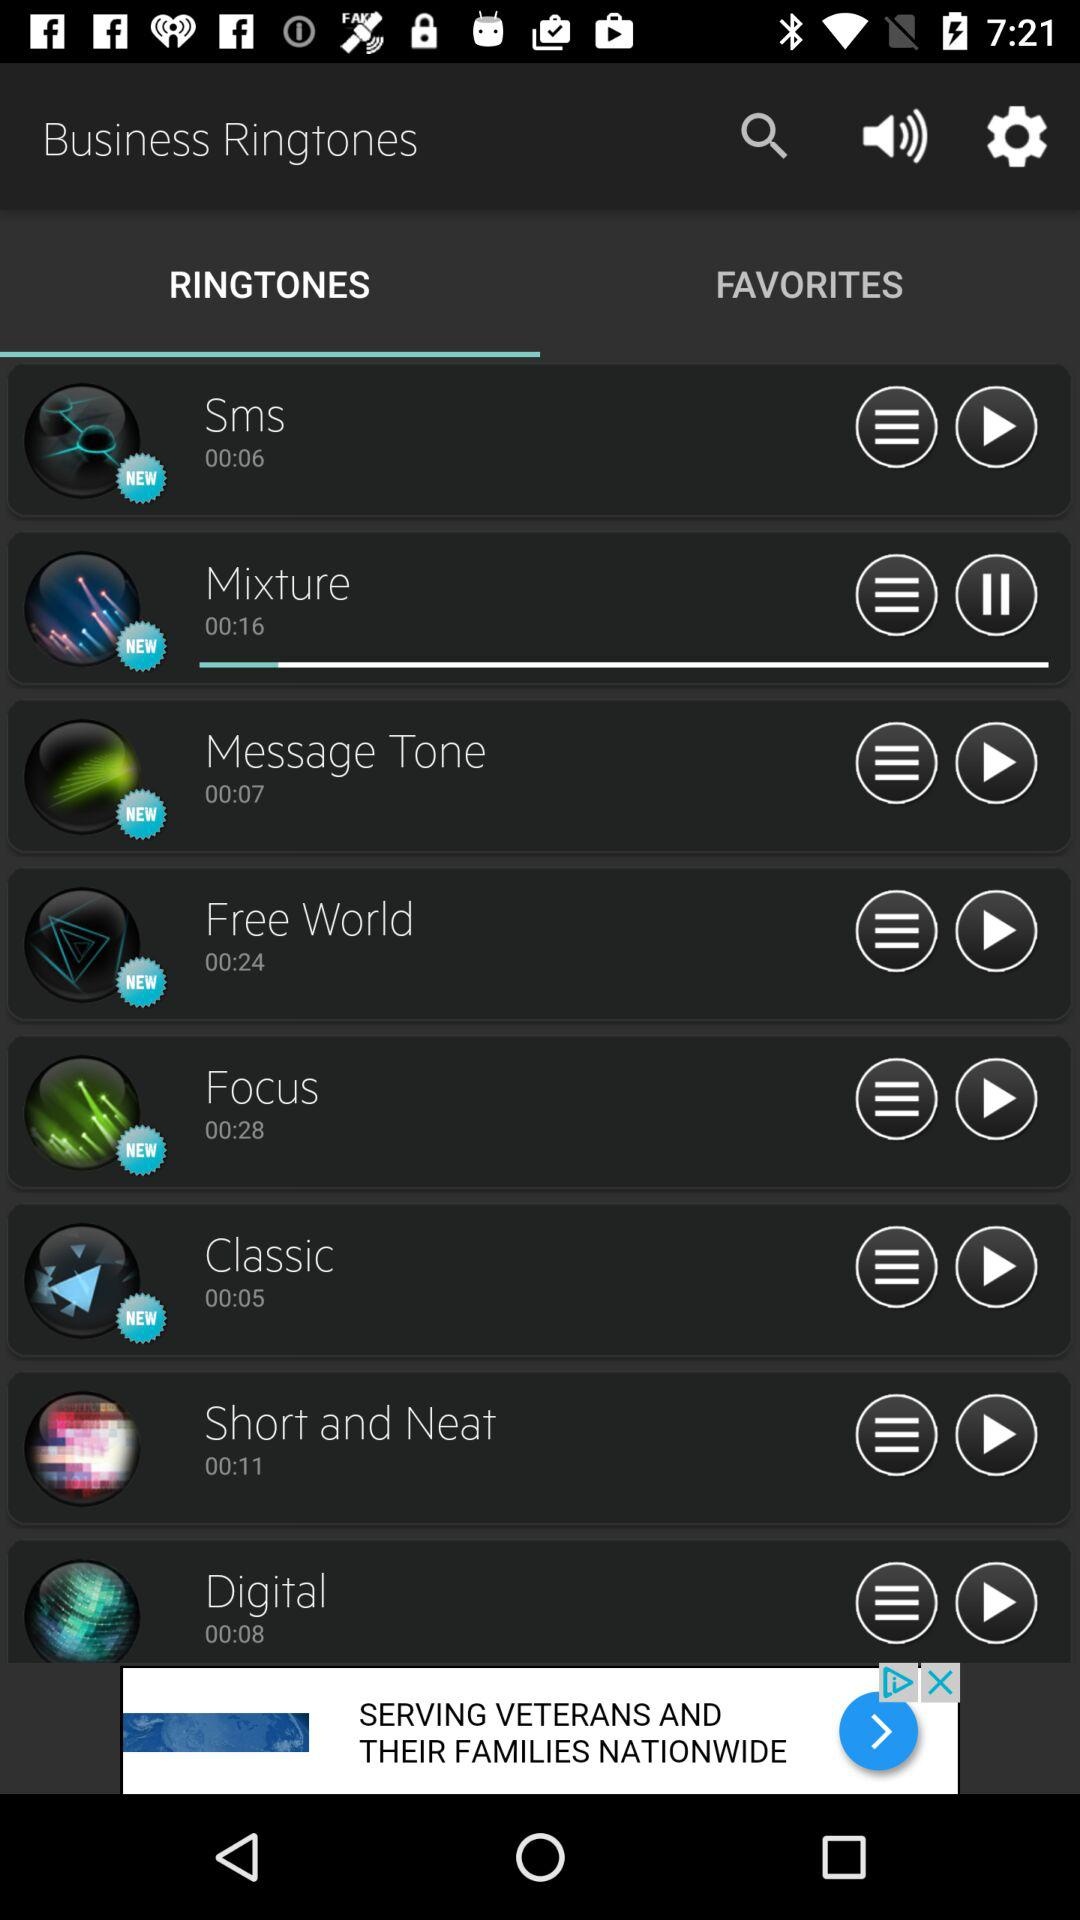 FAKE
7:21
Business Ringtones
RINGTONES
FAVORITES
Sms
00:06
NEW
Mixture
00:16
NEW
Message Tone
00:07
NEW
Free World
00:24
NEW
Focus
00:28
NEW
Classic
00:05
NEW
Short and Neat
00:11
Digital
00:08
SERVING VETERANS AND
THEIR FAMILIES NATIONWIDE